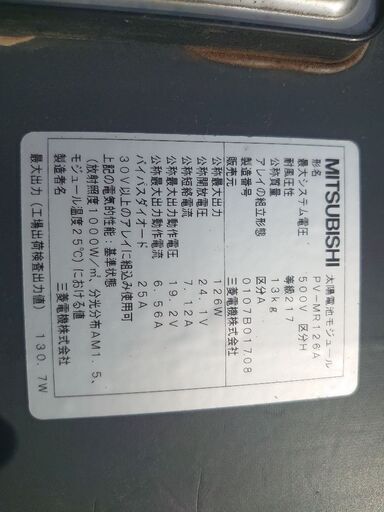 MITSUBISHI 太陽電池モジュール
形名 PV-MR126A
最大システム電圧 500V 区分H
耐風圧性 等級217
公称質量 13kg
アレイの組立形態 区分A
製造番号 0107B01708
販売元 三菱電機株式会社
公称最大出力 126W
公称開放電圧 24.1V
公称短絡電流 7.12A
公称最大出力動作電圧 19.2V
公称最大出力動作電流 6.56A
バイパスダイオード 25A
30V以上のアレイに組込み使用可
上記の電気的性能:基準状態
(放射照度1000W/㎡、分光分布AM1.5、
モジュール温度25℃)における値
製造者名 三菱電機株式会社
最大出力(工場出荷検査出力値) 130.7W